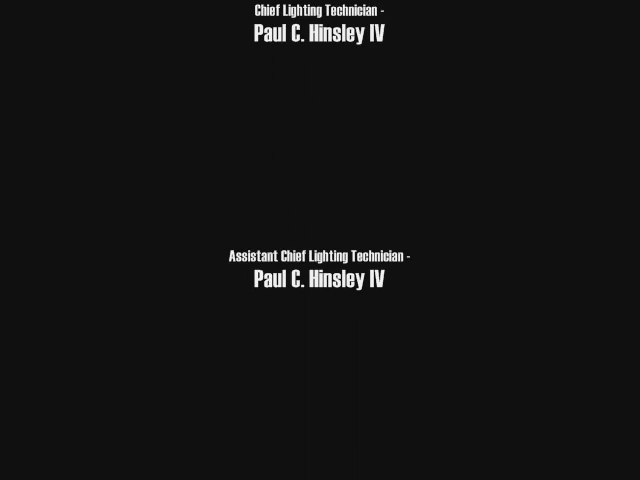 Chief Lighting Technician -
Paul C. Hinsley IV
Assistant Chief Lighting Technician -
Paul C. Hinsley IV